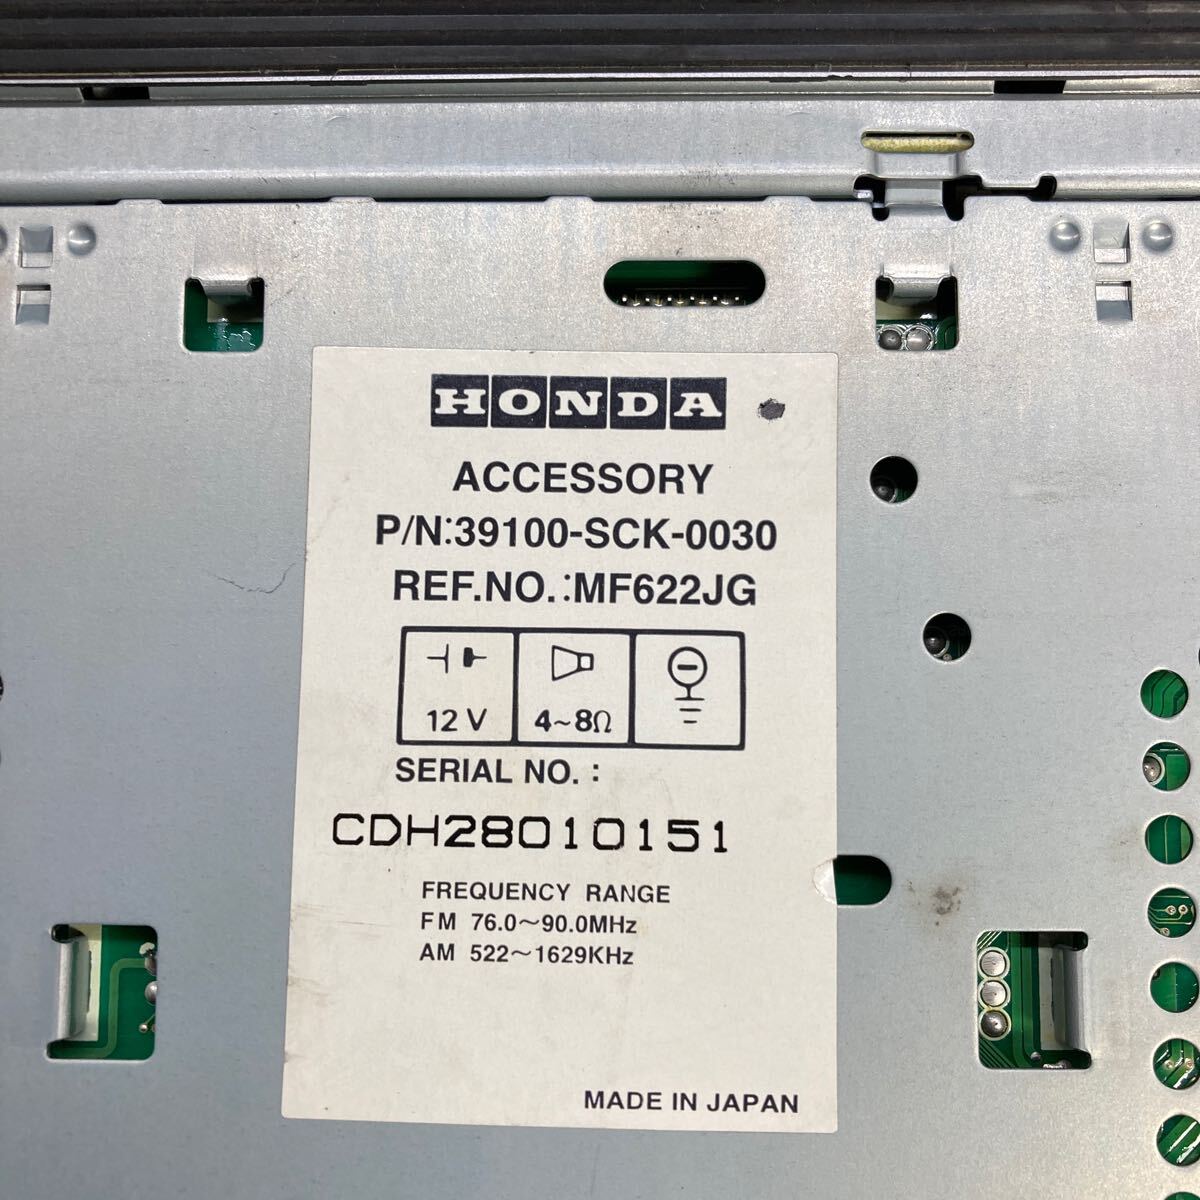 HONDA
ACCESSORY
P/N:39100-SCK-0030
REF.NO.:MF622JG
12 V 4~8Ω
SERIAL NO. :
CDH28010151
FREQUENCY RANGE
FM 76.0~90.0MHz
AM 522~1629KHz
MADE IN JAPAN